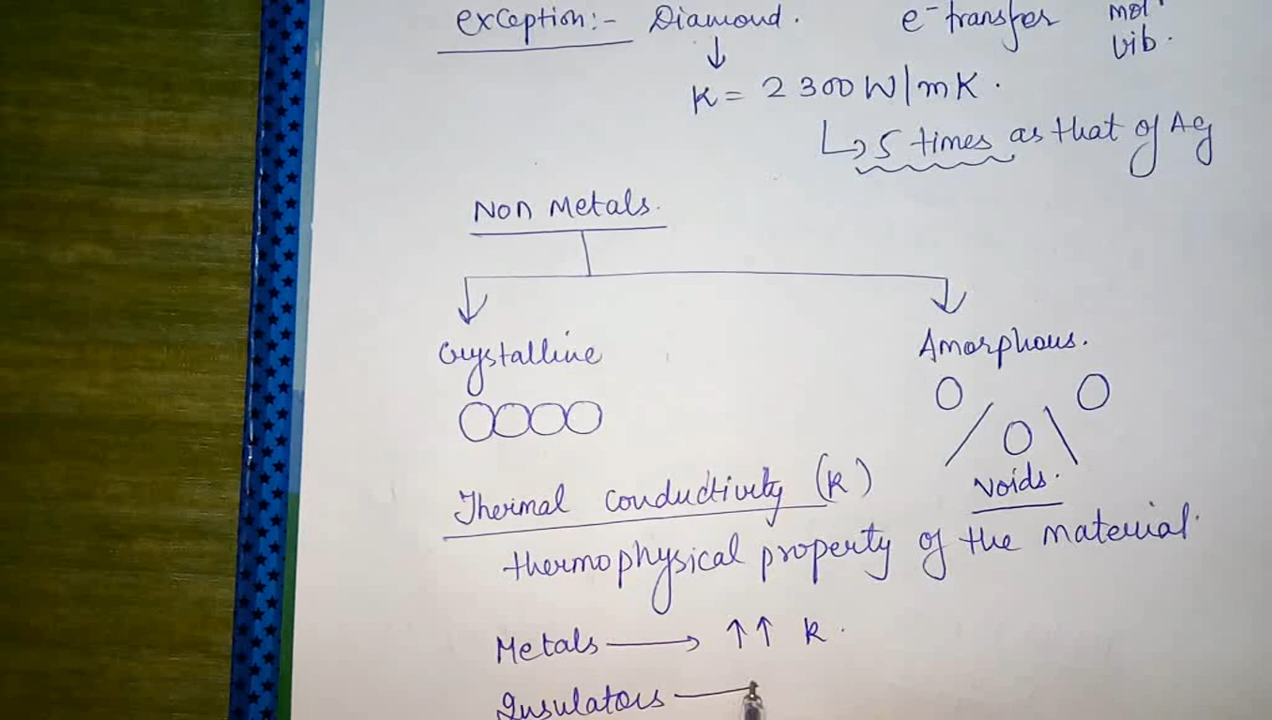 exception:- Diamond. e⁻ transfer mol
vib.
↓
K = 2300 W/mK.
↳ 5 times as that of Ag
Non Metals.
Crystalline Amorphous.
Voids.
Thermal conductivity (K)
thermophysical property of the material.
Metals → ↑↑ K.
Insulators —